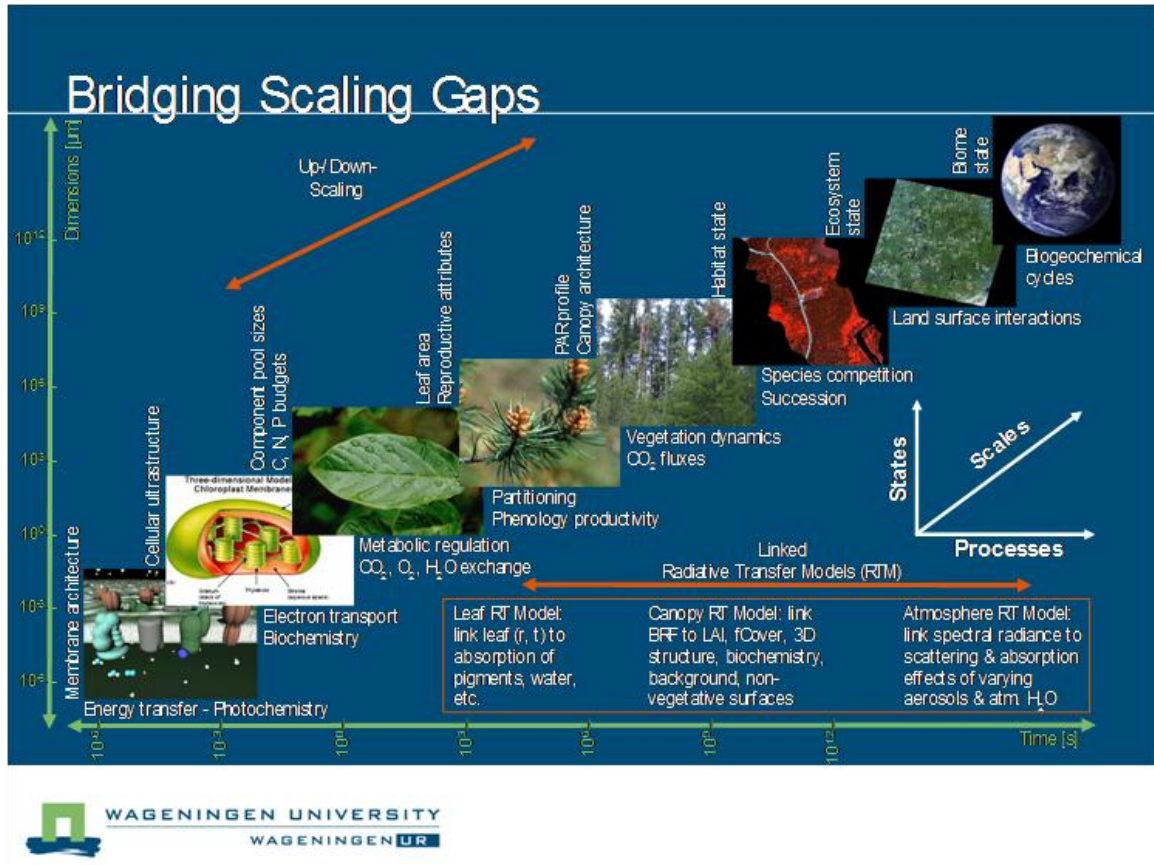 Bridging Scaling Gaps
Dimensions [µm]
10¹²
10⁹
10⁶
10³
10⁰
10⁻³
10⁻⁶
Up-/ Down-
Scaling
Membrane architecture
Energy transfer - Photochemistry
Cellular ultrastructure
Three-dimensional Model
Chloroplast Membranes
Electron transport
Biochemistry
Component pool sizes
C, N, P budgets
Metabolic regulation
CO₂, O₂, H₂O exchange
Leaf area
Reproductive attributes
Partitioning
Phenology productivity
PAR profile
Canopy architecture
Vegetation dynamics
CO₂ fluxes
Habitat state
Species competition
Succession
Ecosystem
state
Land surface interactions
Biome
state
Biogeochemical
cycles
States
Scales
Processes
Linked
Radiative Transfer Models (RTM)
Leaf RT Model:
link leaf (r, t) to
absorption of
pigments, water,
etc.
Canopy RT Model: link
BRF to LAI, fCover, 3D
structure, biochemistry,
background, non-
vegetative surfaces
Atmosphere RT Model:
link spectral radiance to
scattering & absorption
effects of varying
aerosols & atm. H₂O
10⁻⁶
10⁻³
10⁰
10³
10⁶
10⁹
10¹²
Time [s]
WAGENINGEN UNIVERSITY
WAGENINGEN UR